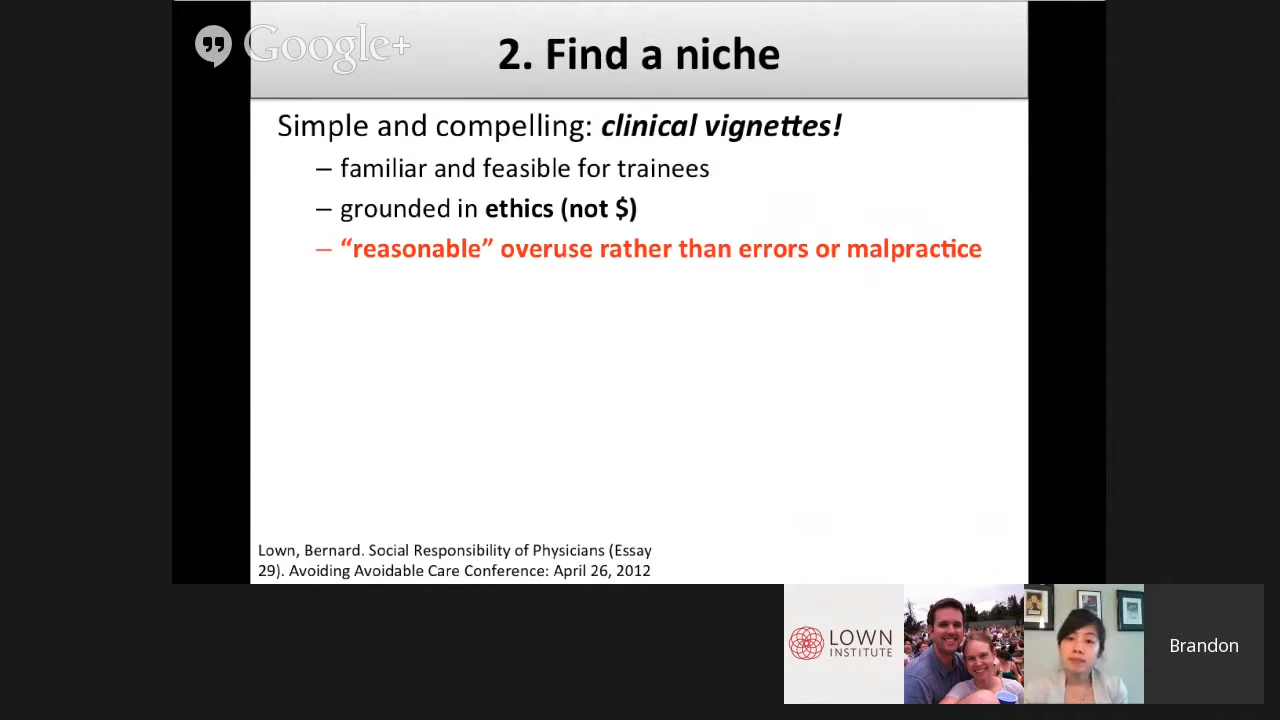 Google+
2. Find a niche
Simple and compelling: clinical vignettes!
– familiar and feasible for trainees
– grounded in ethics (not $)
– “reasonable” overuse rather than errors or malpractice
Lown, Bernard. Social Responsibility of Physicians (Essay
29). Avoiding Avoidable Care Conference: April 26, 2012
LOWN
INSTITUTE
Brandon